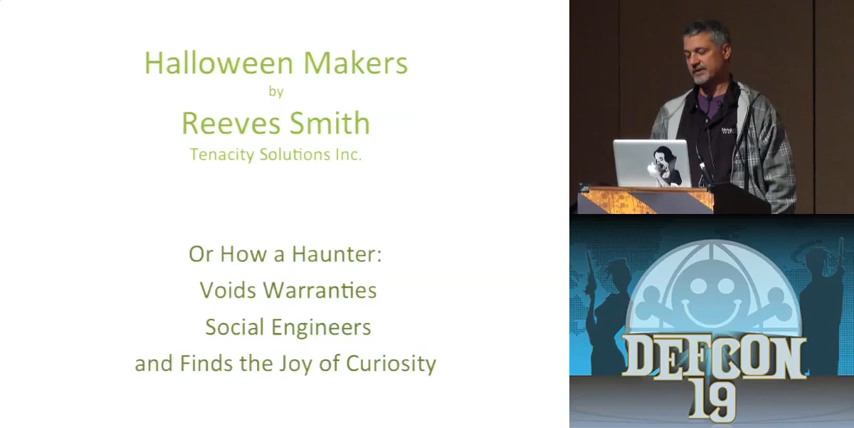 Halloween Makers
by
Reeves Smith
Tenacity Solutions Inc.
Or How a Haunter:
Voids Warranties
Social Engineers
and Finds the Joy of Curiosity
DEFCON
19